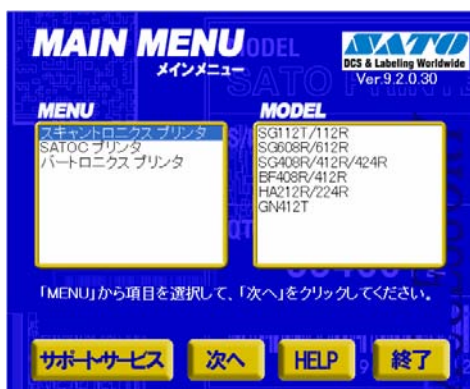 MAIN MENU
メインメニュー
SATO
DCS & Labeling Worldwide
Ver.9.2.0.30
MENU
スキャントロニクス プリンタ
SATOC プリンタ
バートロニクス プリンタ
MODEL
SG112T/112R
SG608R/612R
SG408R/412R/424R
BF408R/412R
HA212R/224R
GN412T
「MENU」から項目を選択して、「次へ」をクリックしてください。
サポートサービス
次へ
HELP
終了